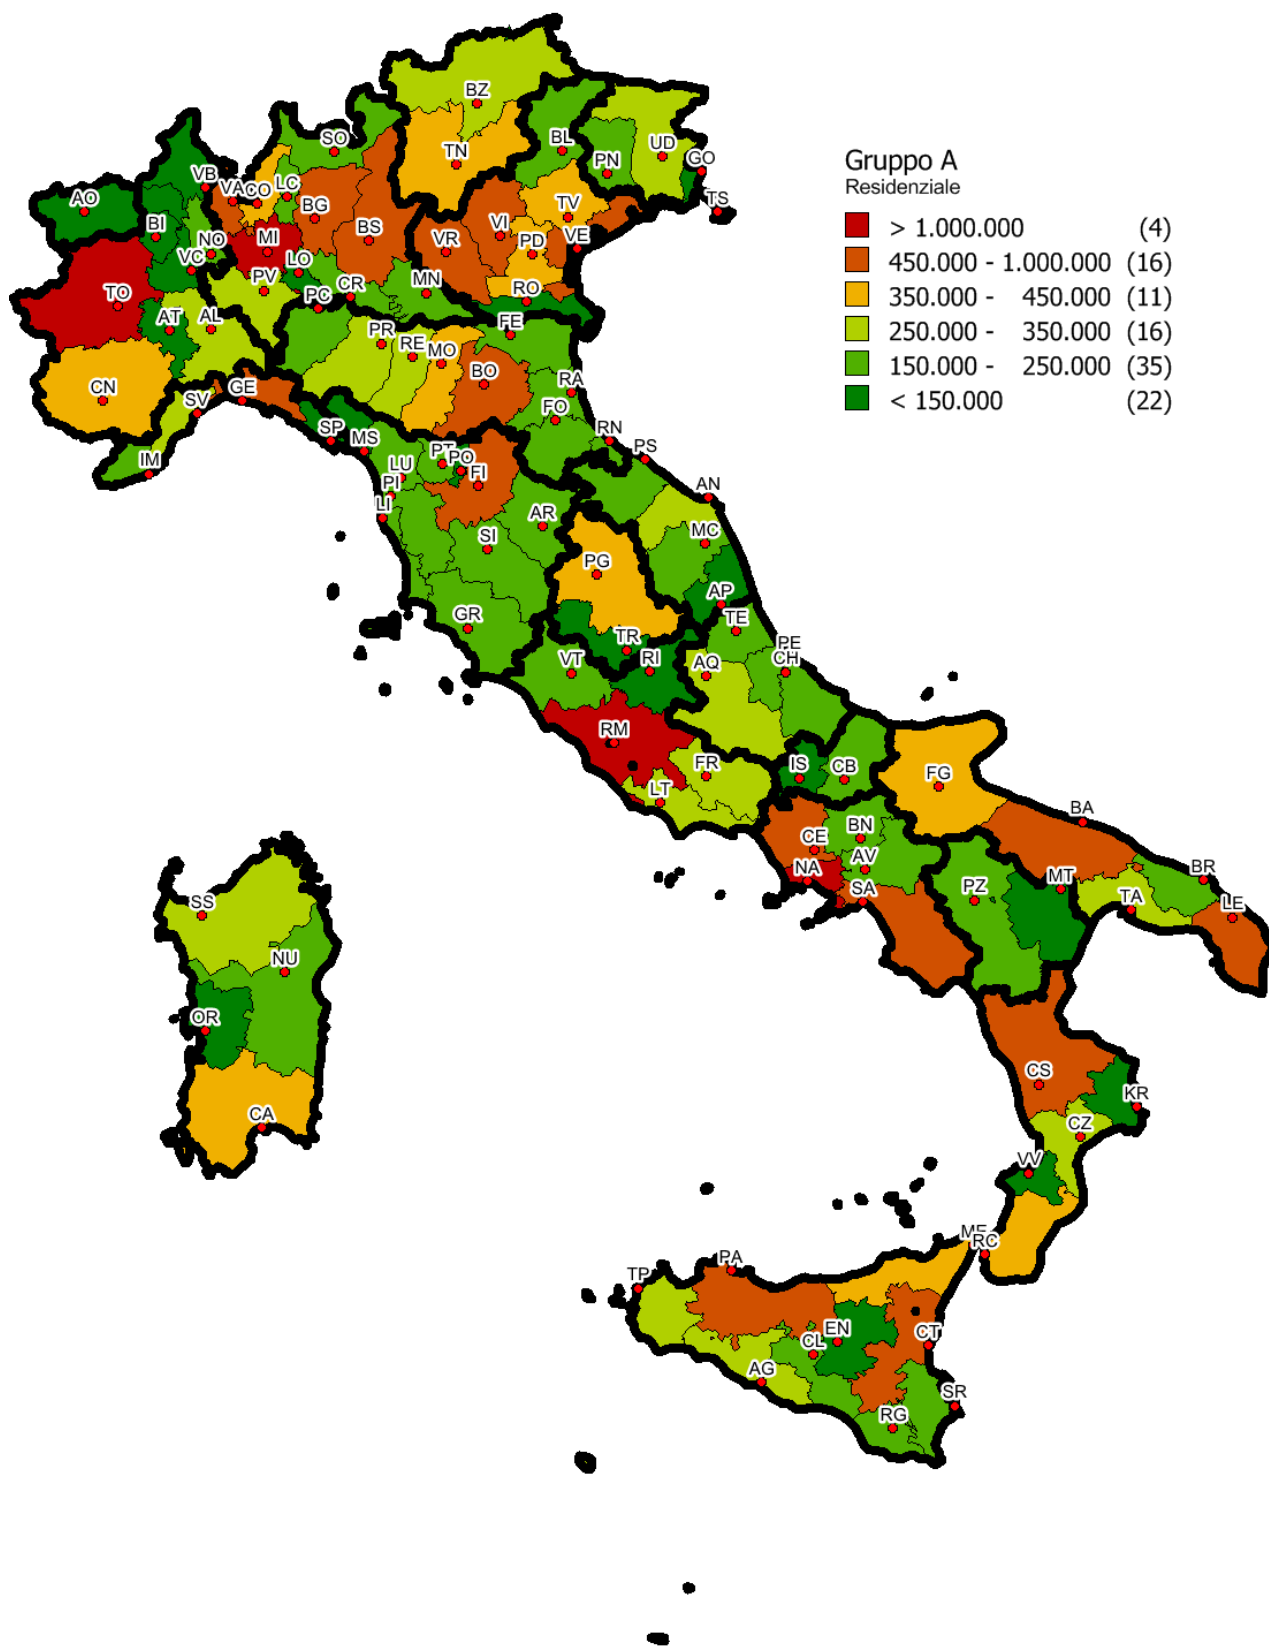 Gruppo A
Residenziale
> 1.000.000 (4)
450.000 - 1.000.000 (16)
350.000 - 450.000 (11)
250.000 - 350.000 (16)
150.000 - 250.000 (35)
< 150.000 (22)
BZ
SO
TN
BL
PN
UD
GO
TS
AO
VB
VA
CO
LC
BG
BS
BI
NO
MI
VC
LO
VR
VI
TV
PD
VE
TO
PV
PC
CR
MN
RO
AT
AL
PR
RE
MO
FE
CN
SV
GE
BO
RA
FO
IM
SP
MS
RN
PS
LU
PT
PO
FI
PI
LI
AN
AR
SI
MC
PG
AP
GR
TE
TR
RI
VT
AQ
PE
CH
RM
FR
IS
CB
FG
LT
BA
CE
BN
NA
AV
SA
PZ
MT
TA
BR
LE
SS
NU
OR
CS
KR
CA
CZ
VV
ME
RC
PA
TP
CL
EN
CT
AG
SR
RG